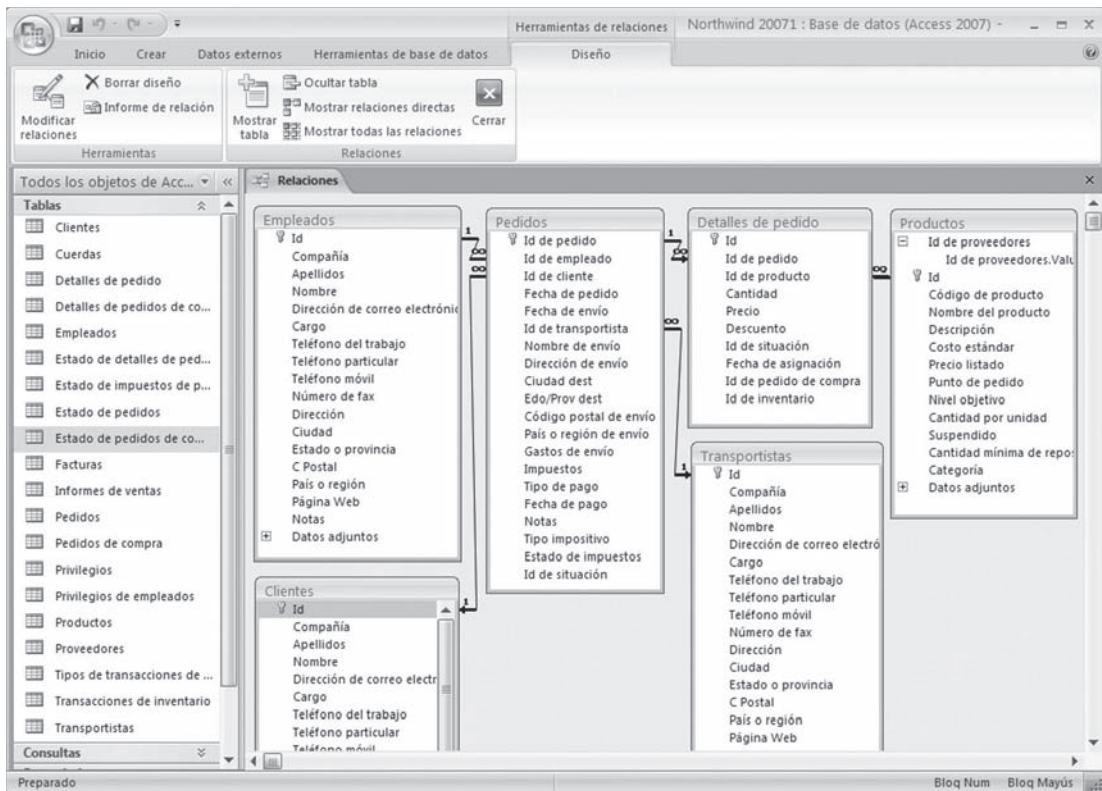 Herramientas de relaciones
Northwind 20071 : Base de datos (Access 2007) -
Inicio
Crear
Datos externos
Herramientas de base de datos
Diseño
Modificar relaciones
Borrar diseño
Informe de relación
Herramientas
Mostrar tabla
Ocultar tabla
Mostrar relaciones directas
Mostrar todas las relaciones
Cerrar
Relaciones
Todos los objetos de Acc...
Tablas
Clientes
Cuerdas
Detalles de pedido
Detalles de pedidos de co...
Empleados
Estado de detalles de ped...
Estado de impuestos de p...
Estado de pedidos
Estado de pedidos de co...
Facturas
Informes de ventas
Pedidos
Pedidos de compra
Privilegios
Privilegios de empleados
Productos
Proveedores
Tipos de transacciones de ...
Transacciones de inventario
Transportistas
Consultas
Relaciones
Empleados
Id
Compañía
Apellidos
Nombre
Dirección de correo electrónic
Cargo
Teléfono del trabajo
Teléfono particular
Teléfono móvil
Número de fax
Dirección
Ciudad
Estado o provincia
C Postal
País o región
Página Web
Notas
Datos adjuntos
1
∞
∞
Pedidos
Id de pedido
Id de empleado
Id de cliente
Fecha de pedido
Fecha de envío
Id de transportista
Nombre de envío
Dirección de envío
Ciudad dest
Edo/Prov dest
Código postal de envío
País o región de envío
Gastos de envío
Impuestos
Tipo de pago
Fecha de pago
Notas
Tipo impositivo
Estado de impuestos
Id de situación
1
∞
∞
1
Detalles de pedido
Id
Id de pedido
Id de producto
Cantidad
Precio
Descuento
Id de situación
Fecha de asignación
Id de pedido de compra
Id de inventario
∞
Productos
Id de proveedores
Id de proveedores.Valu
Id
Código de producto
Nombre del producto
Descripción
Costo estándar
Precio listado
Punto de pedido
Nivel objetivo
Cantidad por unidad
Suspendido
Cantidad mínima de repos
Categoría
Datos adjuntos
Clientes
1
Id
Compañía
Apellidos
Nombre
Dirección de correo electr
Cargo
Teléfono del trabajo
Teléfono particular
Teléfono móvil
Transportistas
Id
Compañía
Apellidos
Nombre
Dirección de correo electró
Cargo
Teléfono del trabajo
Teléfono particular
Teléfono móvil
Número de fax
Dirección
Ciudad
Estado o provincia
C Postal
País o región
Página Web
Preparado
Bloq Num
Bloq Mayús